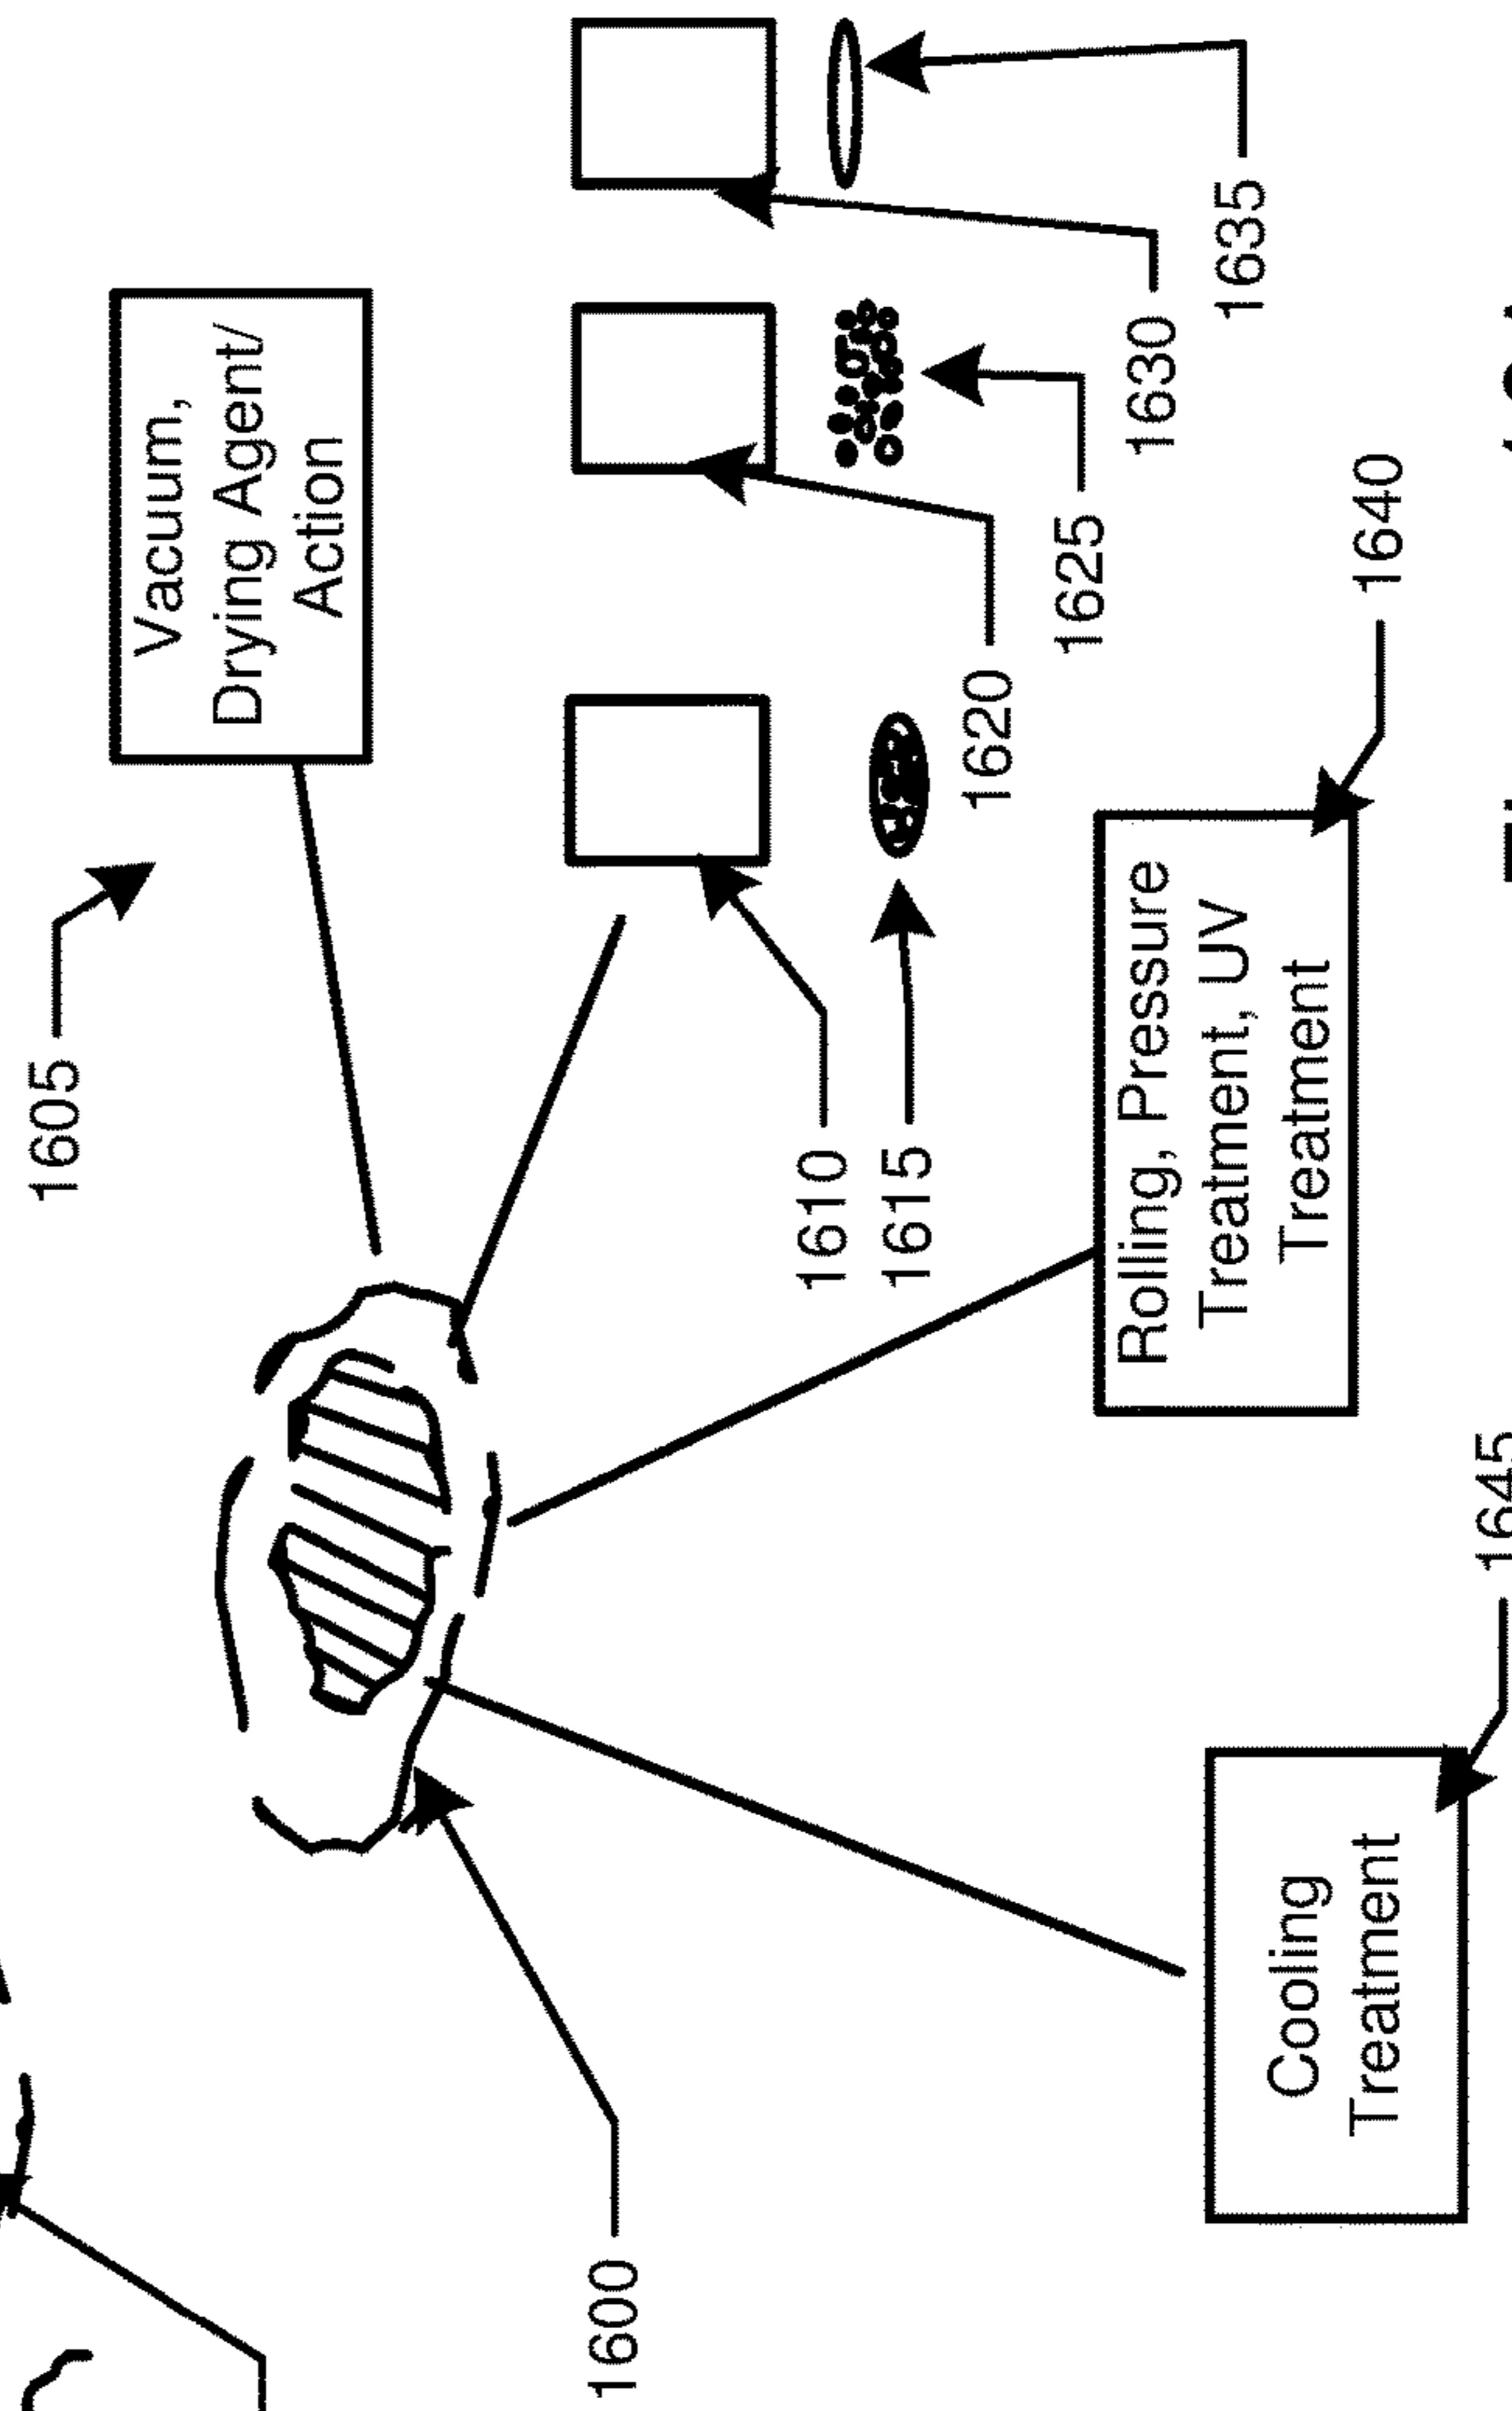 1605
Vacuum,
Drying Agent/
Action
1600
1610
1615
1620
1625
1630
1635
Rolling, Pressure
Treatment, UV
Treatment
1640
Cooling
Treatment
1645